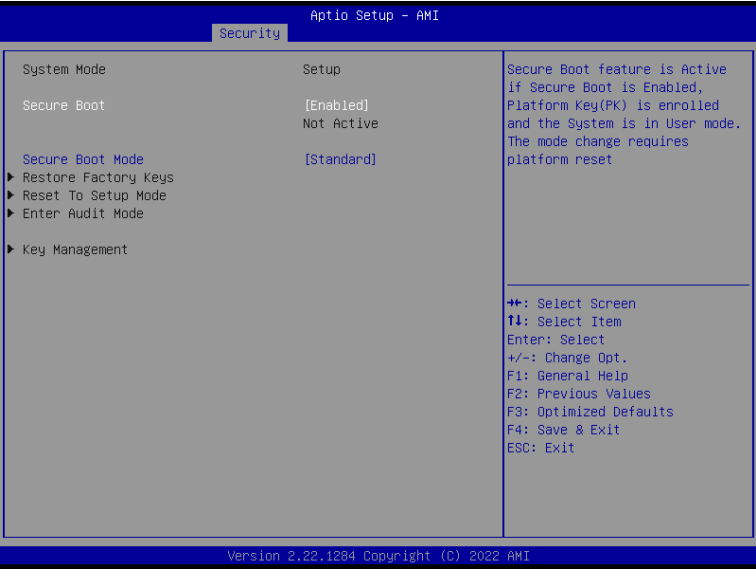 Aptio Setup – AMI
Security
System Mode Setup
Secure Boot [Enabled]
Not Active
Secure Boot Mode [Standard]
Restore Factory Keys
Reset To Setup Mode
Enter Audit Mode
Key Management
Secure Boot feature is Active
if Secure Boot is Enabled,
Platform Key(PK) is enrolled
and the System is in User mode.
The mode change requires
platform reset
→←: Select Screen
↑↓: Select Item
Enter: Select
+/-: Change Opt.
F1: General Help
F2: Previous Values
F3: Optimized Defaults
F4: Save & Exit
ESC: Exit
Version 2.22.1284 Copyright (C) 2022 AMI